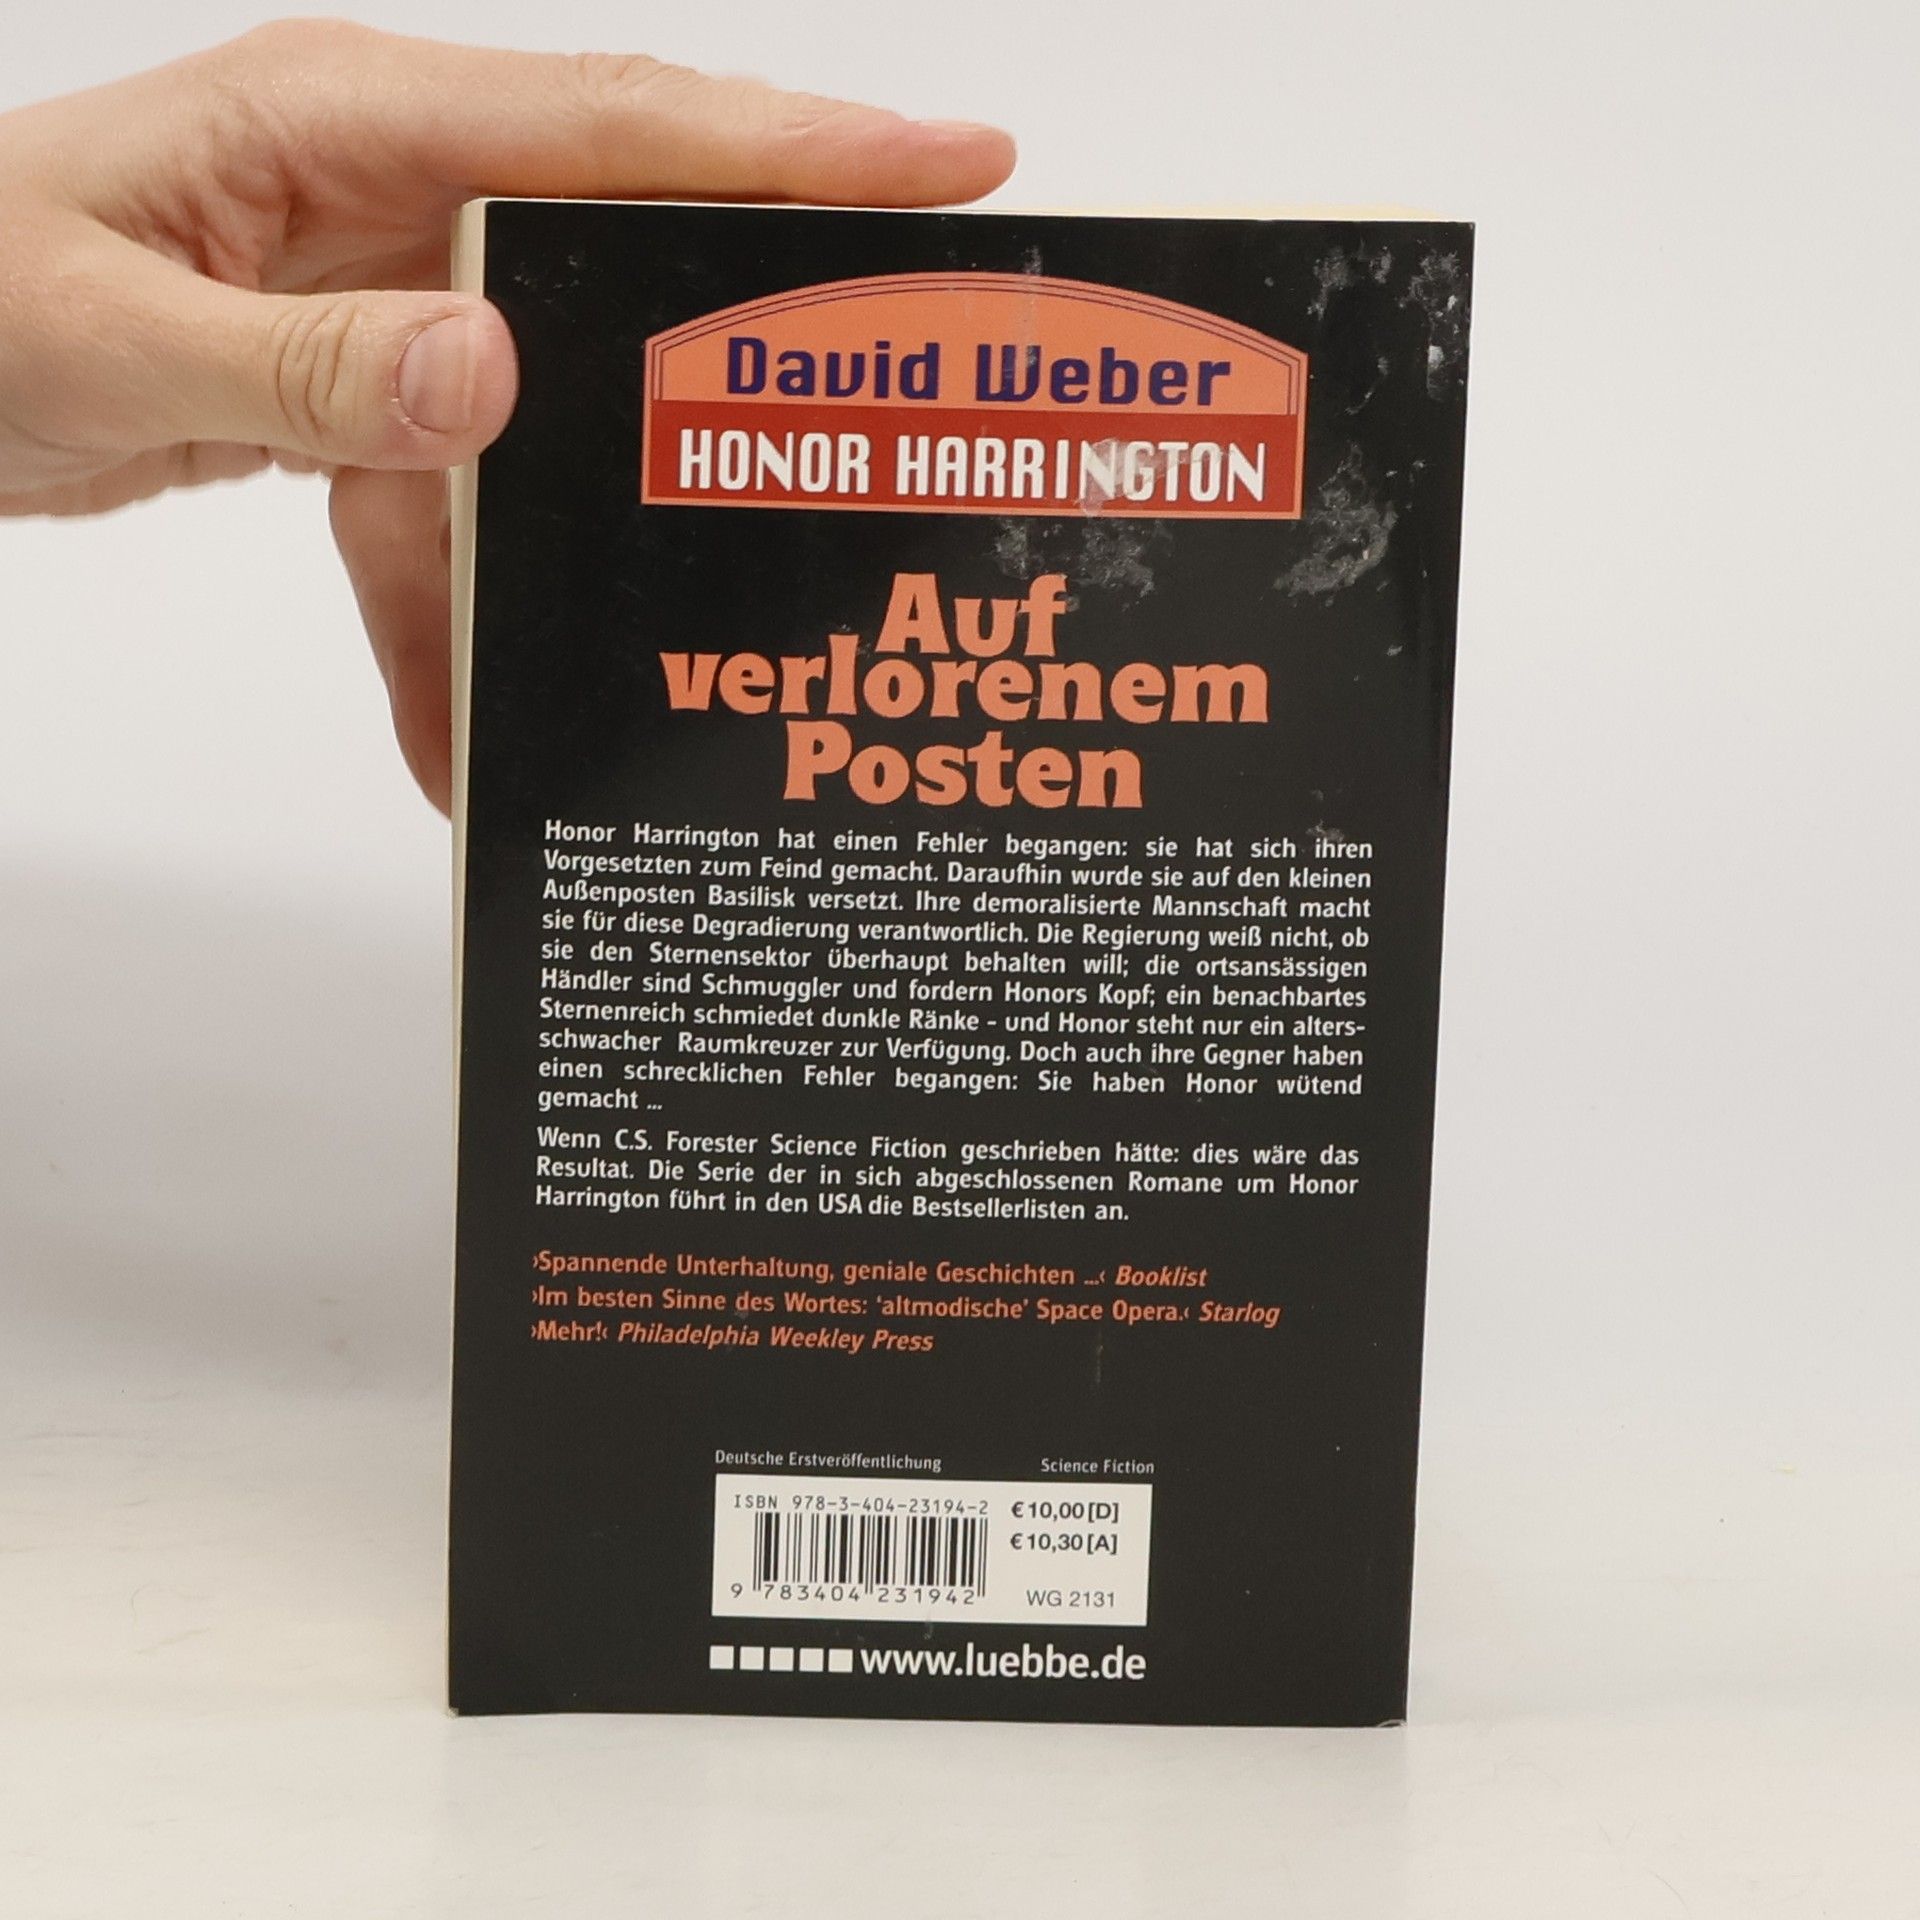 David Weber
HONOR HARRINGTON
Auf
verlorenem
Posten
Honor Harrington hat einen Fehler begangen: sie hat sich ihren
Vorgesetzten zum Feind gemacht. Daraufhin wurde sie auf den kleinen
Außenposten Basilisk versetzt. Ihre demoralisierte Mannschaft macht
sie für diese Degradierung verantwortlich. Die Regierung weiß nicht, ob
sie den Sternensektor überhaupt behalten will; die ortsansässigen
Händler sind Schmuggler und fordern Honors Kopf; ein benachbartes
Sternenreich schmiedet dunkle Ränke - und Honor steht nur ein alters-
schwacher Raumkreuzer zur Verfügung. Doch auch ihre Gegner haben
einen schrecklichen Fehler begangen: Sie haben Honor wütend
gemacht ...
Wenn C.S. Forester Science Fiction geschrieben hätte: dies wäre das
Resultat. Die Serie der in sich abgeschlossenen Romane um Honor
Harrington führt in den USA die Bestsellerlisten an.
›Spannende Unterhaltung, geniale Geschichten ...‹ Booklist
›Im besten Sinne des Wortes: ‘altmodische’ Space Opera.‹ Starlog
›Mehr!‹ Philadelphia Weekley Press
Deutsche Erstveröffentlichung Science Fiction
ISBN 978-3-404-23194-2 € 10,00 [D]
€ 10,30 [A]
9 783404 231942 WG 2131
www.luebbe.de